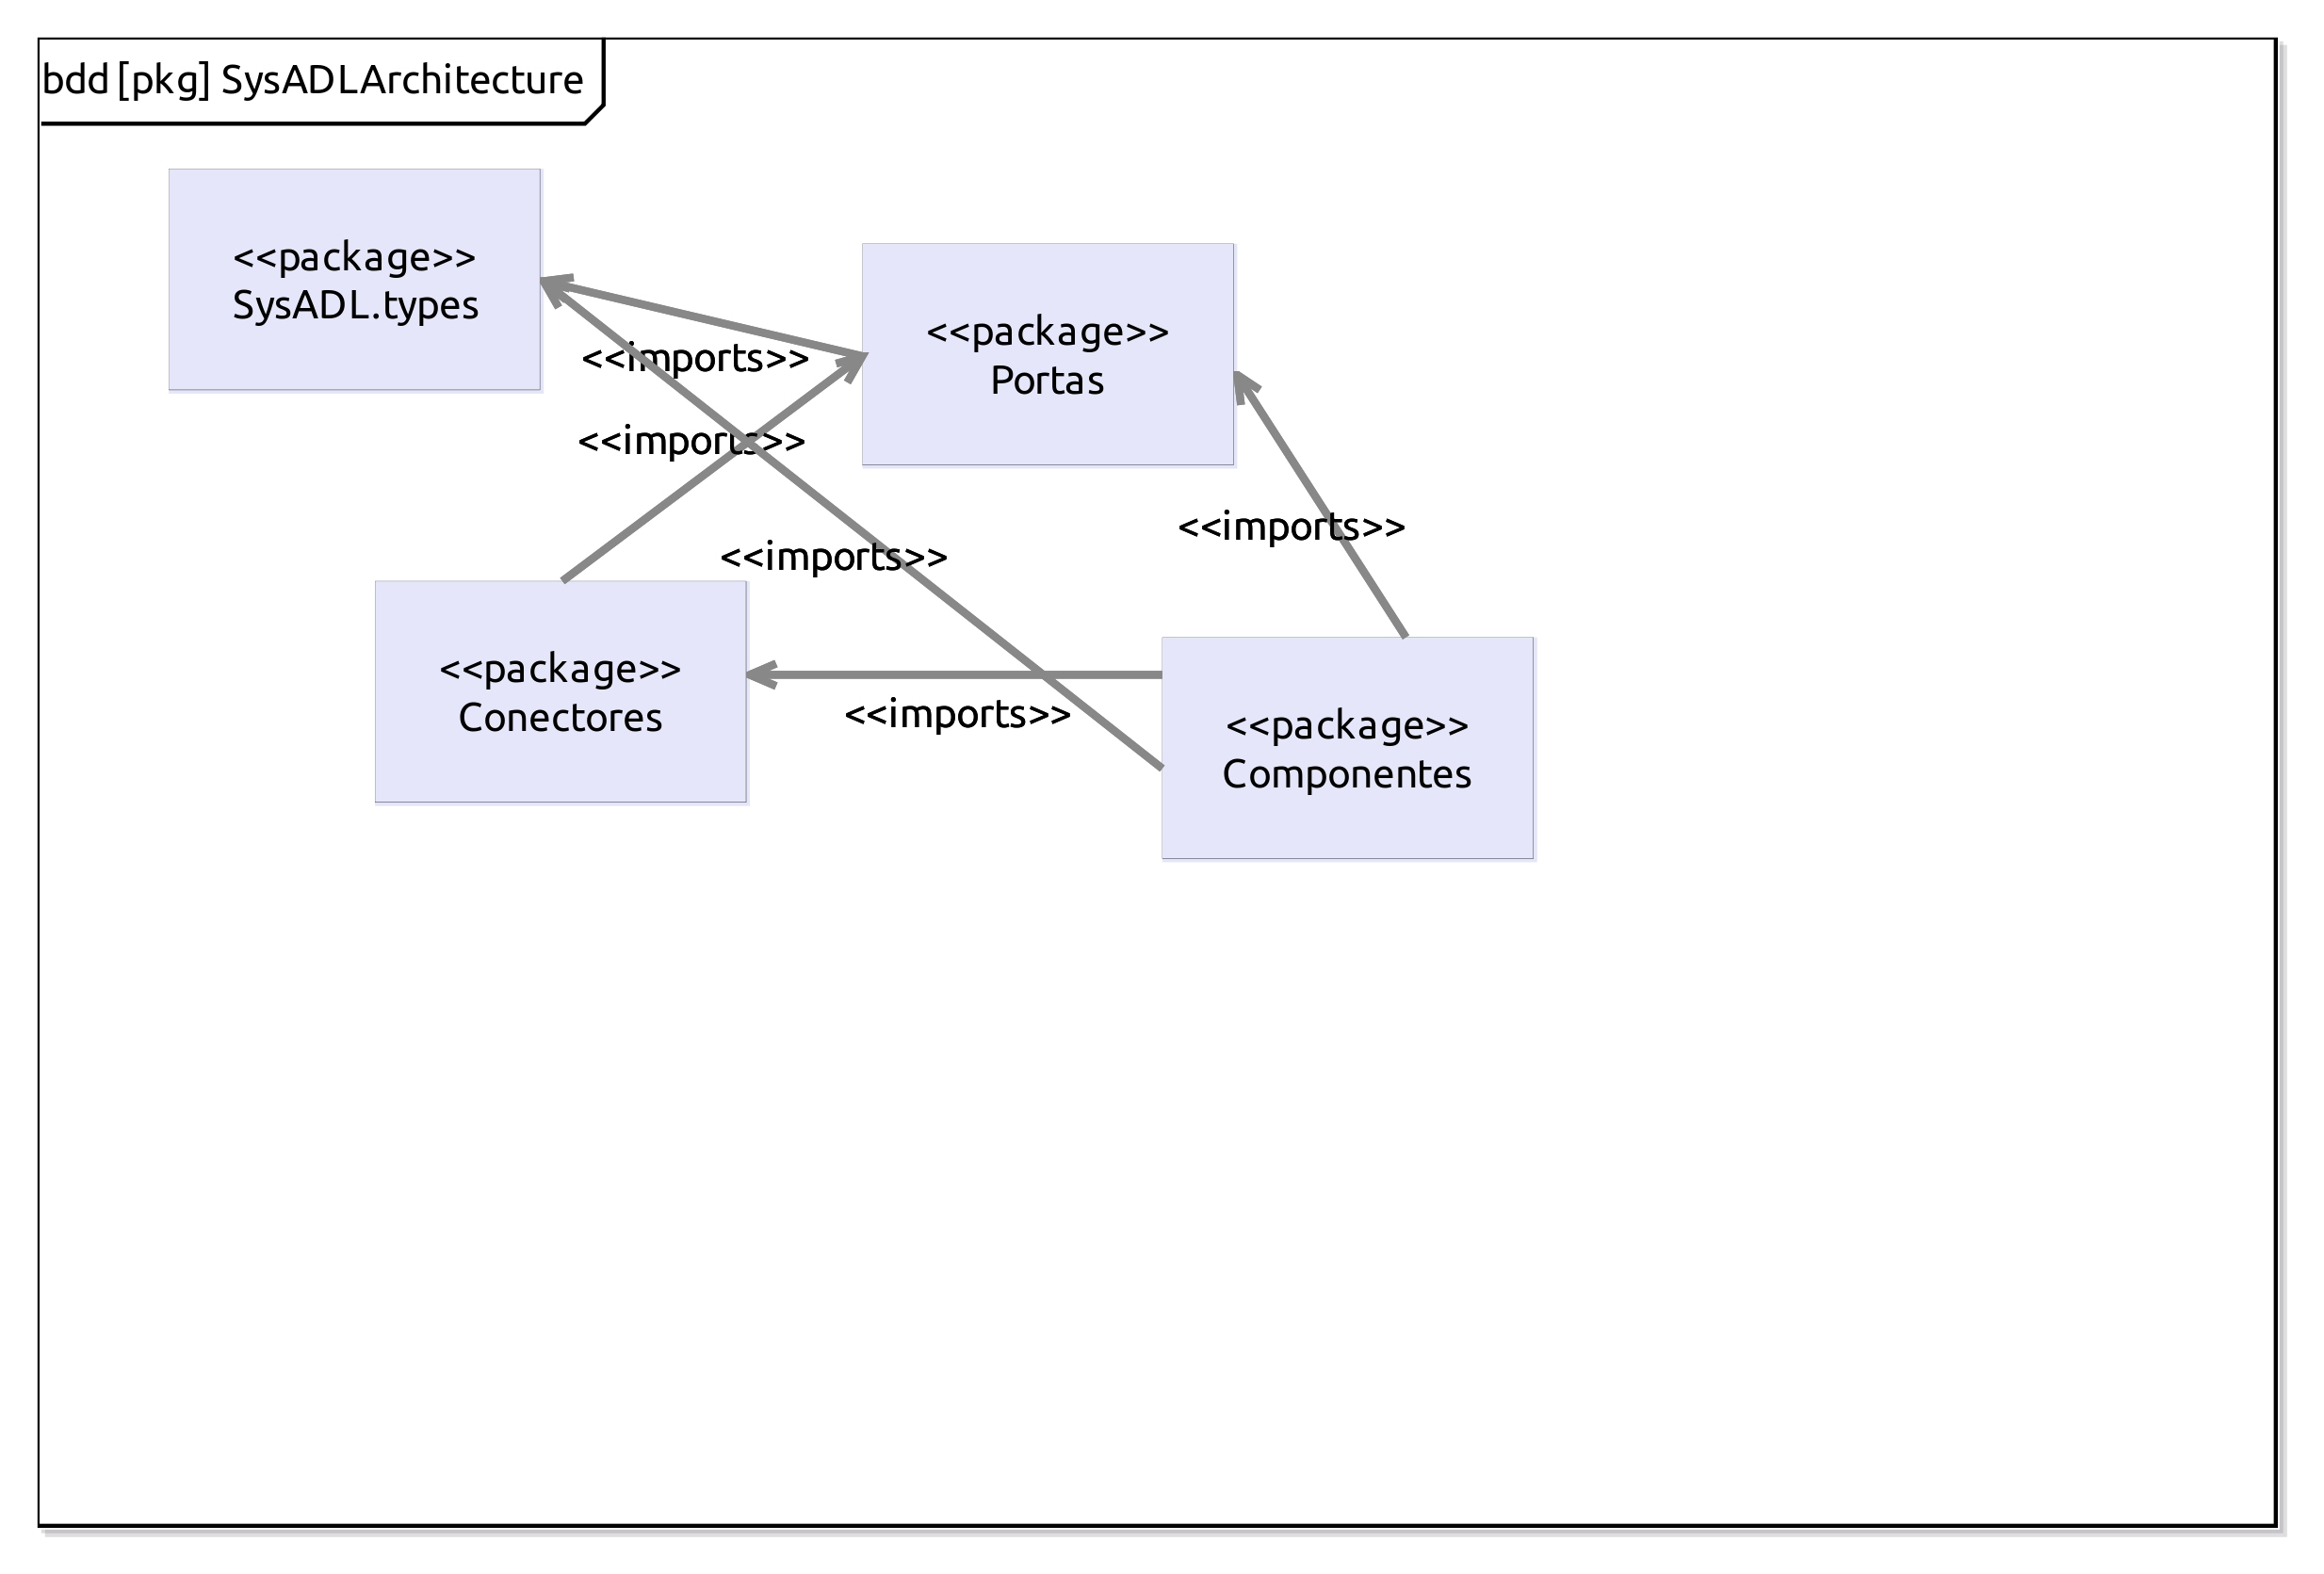 bdd [pkg] SysADLArchitecture
<<package>>
SysADL.types
<<package>>
Portas
<<imports>>
<<imports>>
<<imports>>
<<imports>>
<<package>>
Conectores
<<imports>>
<<package>>
Componentes